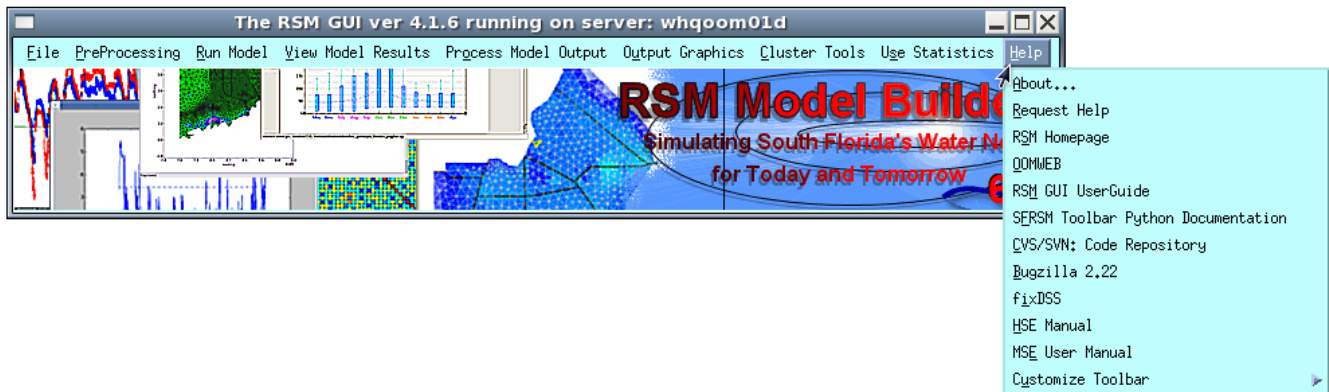 The RSM GUI ver 4.1.6 running on server: whqoom01d
File PreProcessing Run Model View Model Results Process Model Output Output Graphics Cluster Tools Use Statistics Help
RSM Model Builde
Simulating South Florida's Water Ne
for Today and Tomorrow
About...
Request Help
RSM Homepage
OOMWEB
RSM GUI UserGuide
SFRSM Toolbar Python Documentation
CVS/SVN: Code Repository
Bugzilla 2.22
fixDSS
HSE Manual
MSE User Manual
Customize Toolbar